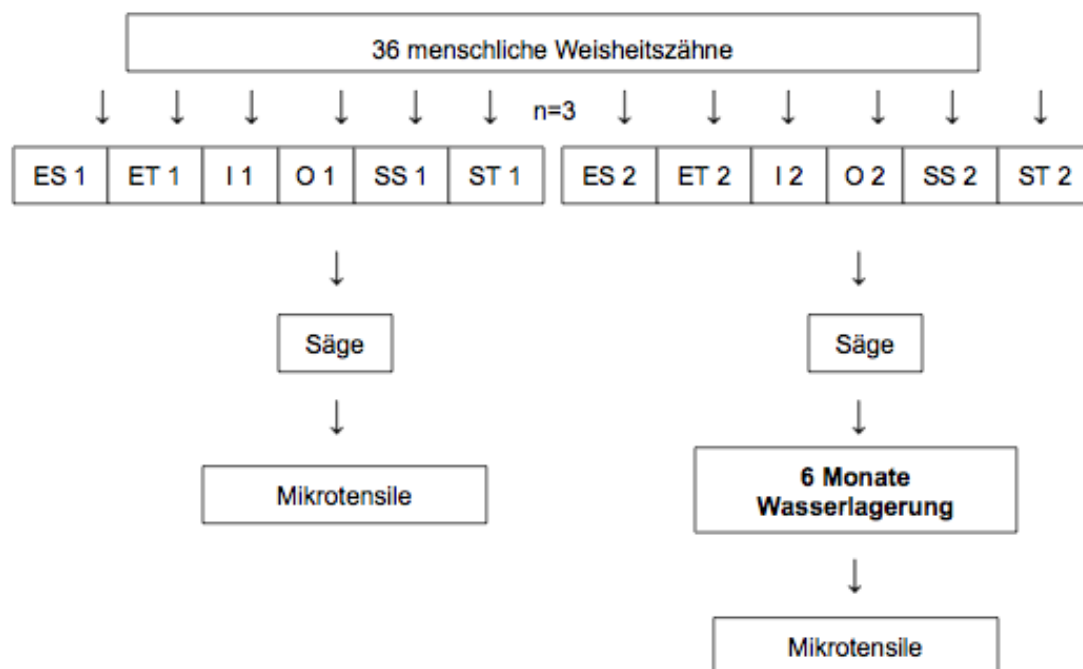 36 menschliche Weisheitszähne
n=3
ES 1 ET 1 I 1 O 1 SS 1 ST 1 ES 2 ET 2 I 2 O 2 SS 2 ST 2
Säge Säge
Mikrotensile 6 Monate
Wasserlagerung
Mikrotensile